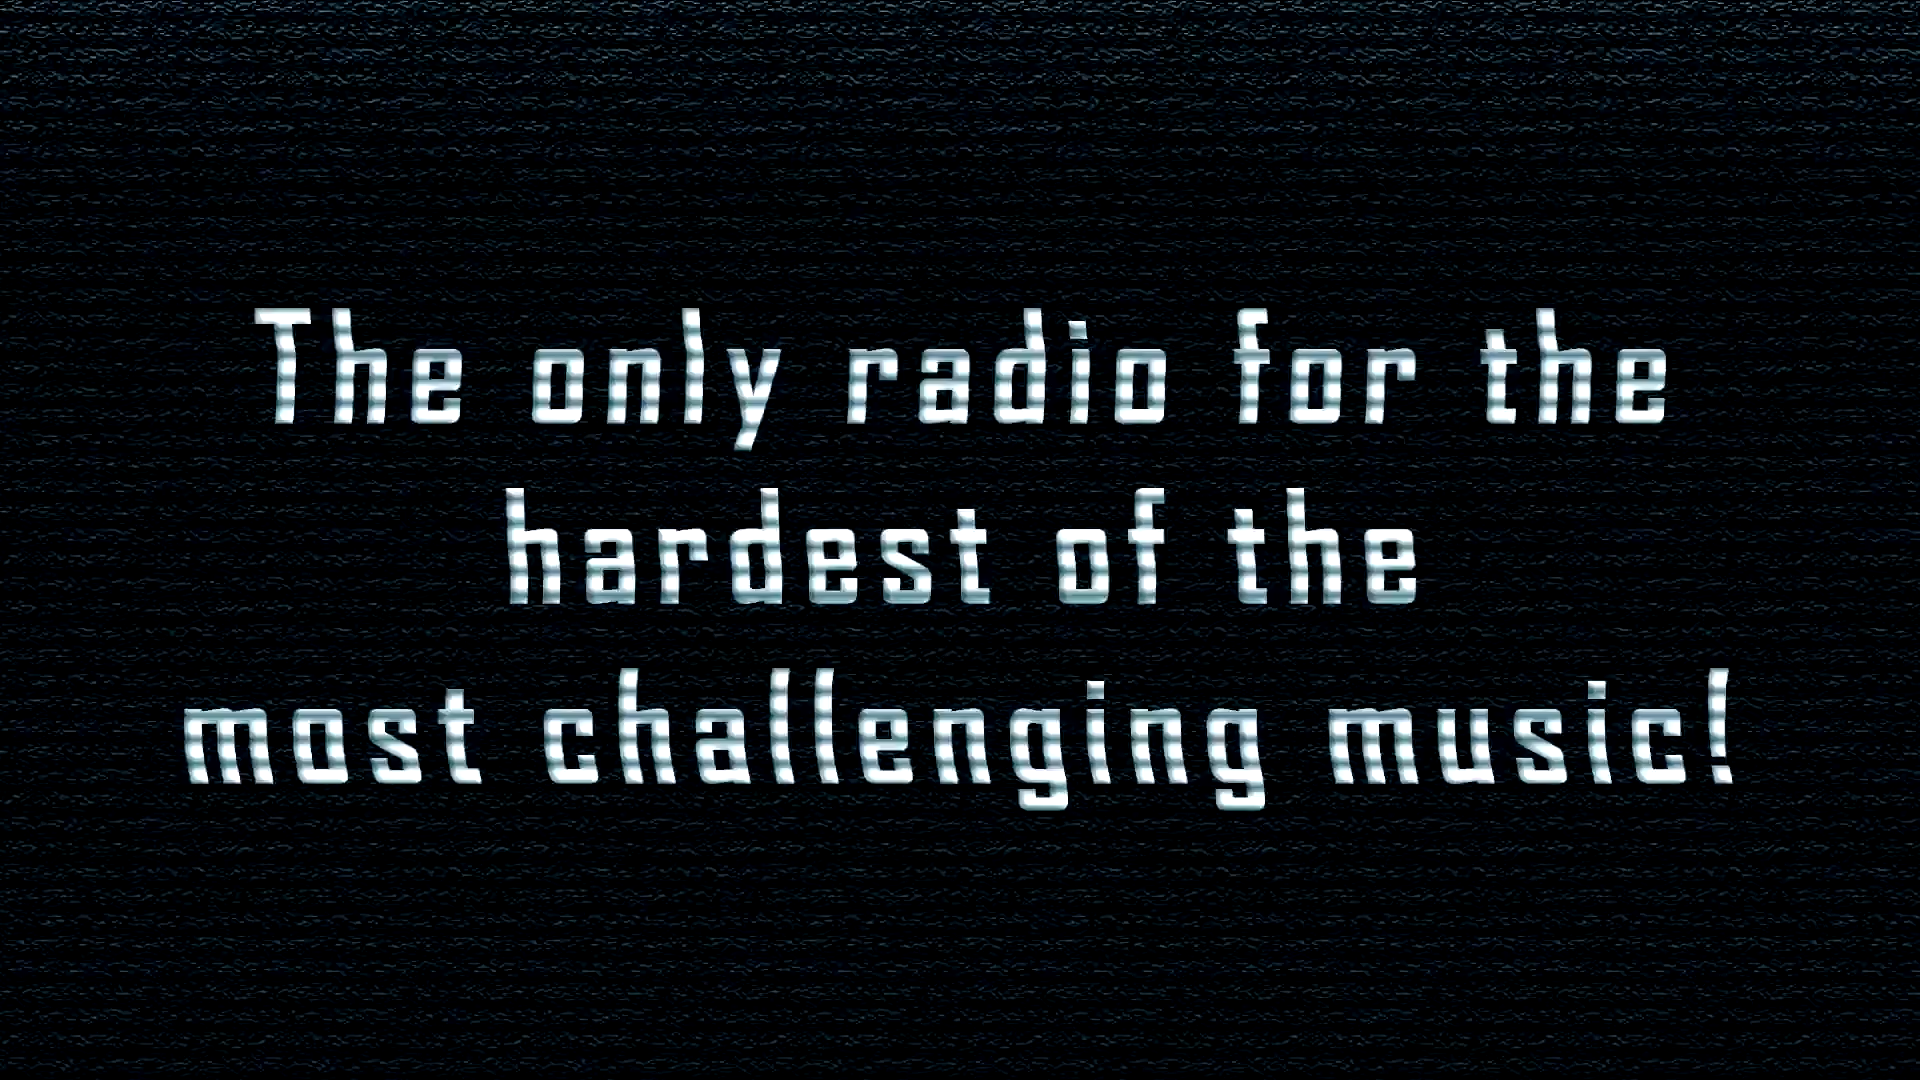 The only radio for the
hardest of the
most challenging music!